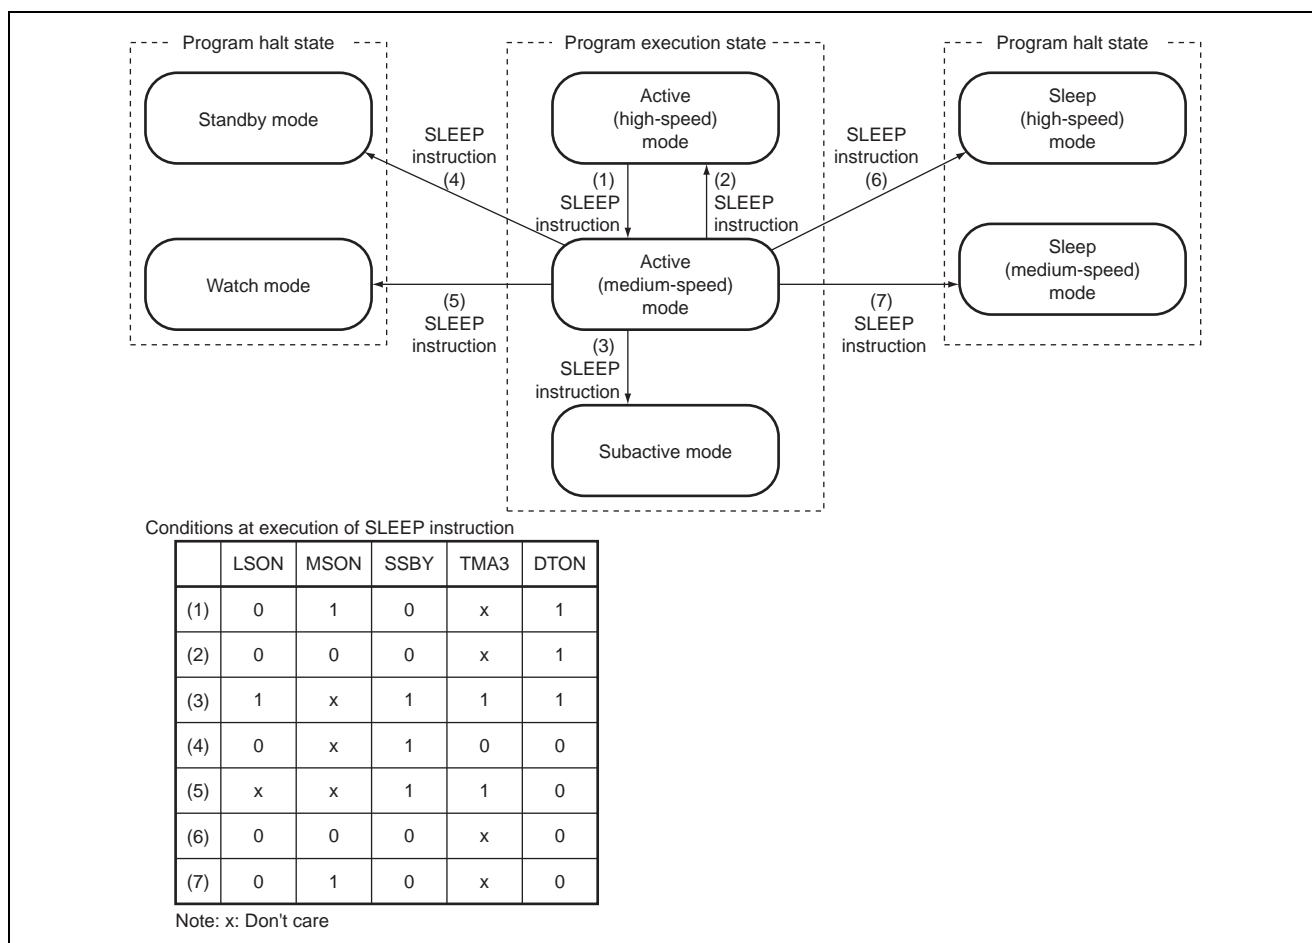 Program halt state
Program execution state
Program halt state
Standby mode
Active
(high-speed)
mode
Sleep
(high-speed)
mode
SLEEP
instruction
(4)
(1)
SLEEP
instruction
(2)
SLEEP
instruction
SLEEP
instruction
(6)
Watch mode
Active
(medium-speed)
mode
Sleep
(medium-speed)
mode
(5)
SLEEP
instruction
(3)
SLEEP
instruction
(7)
SLEEP
instruction
Subactive mode
Conditions at execution of SLEEP instruction
LSON MSON SSBY TMA3 DTON
(1) 0 1 0 x 1
(2) 0 0 0 x 1
(3) 1 x 1 1 1
(4) 0 x 1 0 0
(5) x x 1 1 0
(6) 0 0 0 x 0
(7) 0 1 0 x 0
Note: x: Don't care